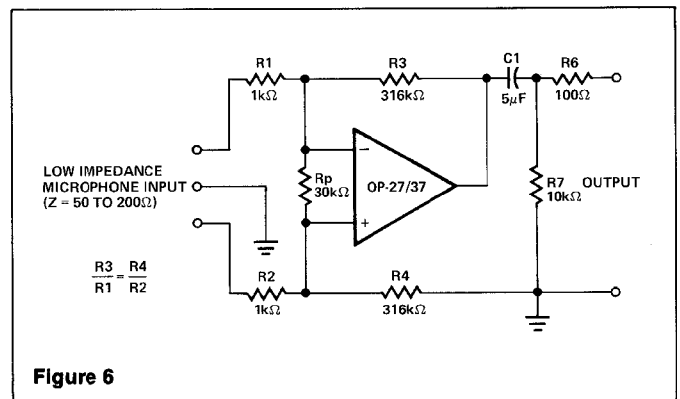 R1
1kΩ
R3
316kΩ
C1
5μF
R6
100Ω
LOW IMPEDANCE
MICROPHONE INPUT
(Z = 50 TO 200Ω)
Rp
30kΩ
−
+
OP-27/37
R7
10kΩ
OUTPUT
R3/R1 = R4/R2
R2
1kΩ
R4
316kΩ
Figure 6